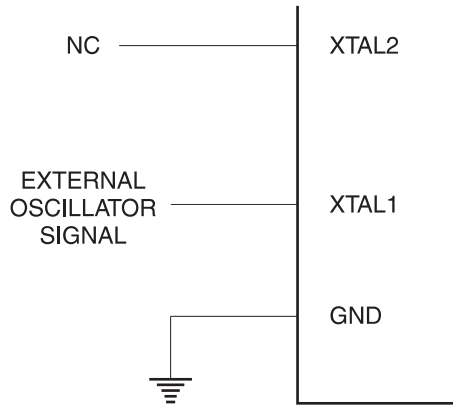 NC
XTAL2
EXTERNAL
OSCILLATOR
SIGNAL
XTAL1
GND